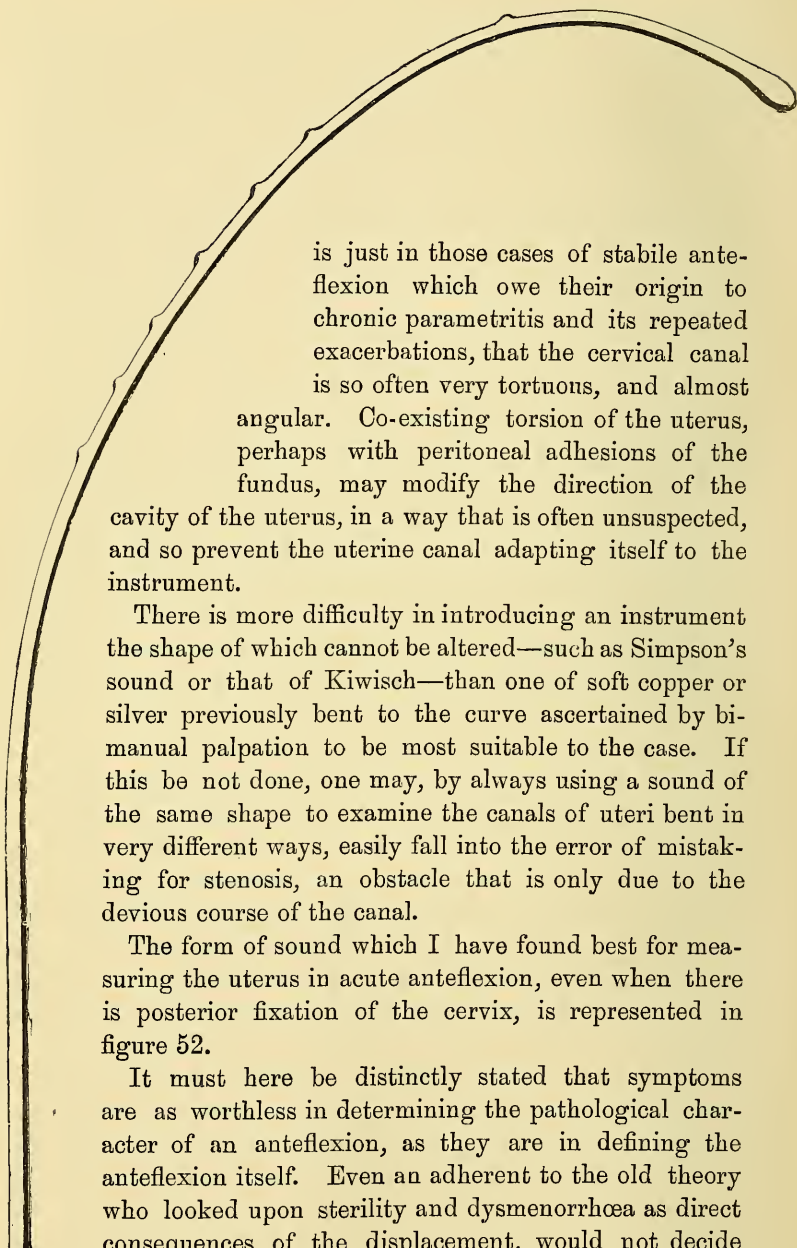 is just in those cases of stabile ante-
flexion which owe their origin to
chronic parametritis and its repeated
exacerbations, that the cervical canal
is so often very tortuous, and almost
angular. Co-existing torsion of the uterus,
perhaps with peritoneal adhesions of the
fundus, may modify the direction of the
cavity of the uterus, in a way that is often unsuspected,
and so prevent the uterine canal adapting itself to the
instrument.
There is more difficulty in introducing an instrument
the shape of which cannot be altered—such as Simpson's
sound or that of Kiwisch—than one of soft copper or
silver previously bent to the curve ascertained by bi-
manual palpation to be most suitable to the case. If
this be not done, one may, by always using a sound of
the same shape to examine the canals of uteri bent in
very different ways, easily fall into the error of mistak-
ing for stenosis, an obstacle that is only due to the
devious course of the canal.
The form of sound which I have found best for mea-
suring the uterus in acute anteflexion, even when there
is posterior fixation of the cervix, is represented in
figure 52.
It must here be distinctly stated that symptoms
are as worthless in determining the pathological char-
acter of an anteflexion, as they are in defining the
anteflexion itself. Even an adherent to the old theory
who looked upon sterility and dysmenorrhœa as direct
consequences of the displacement, would not decide